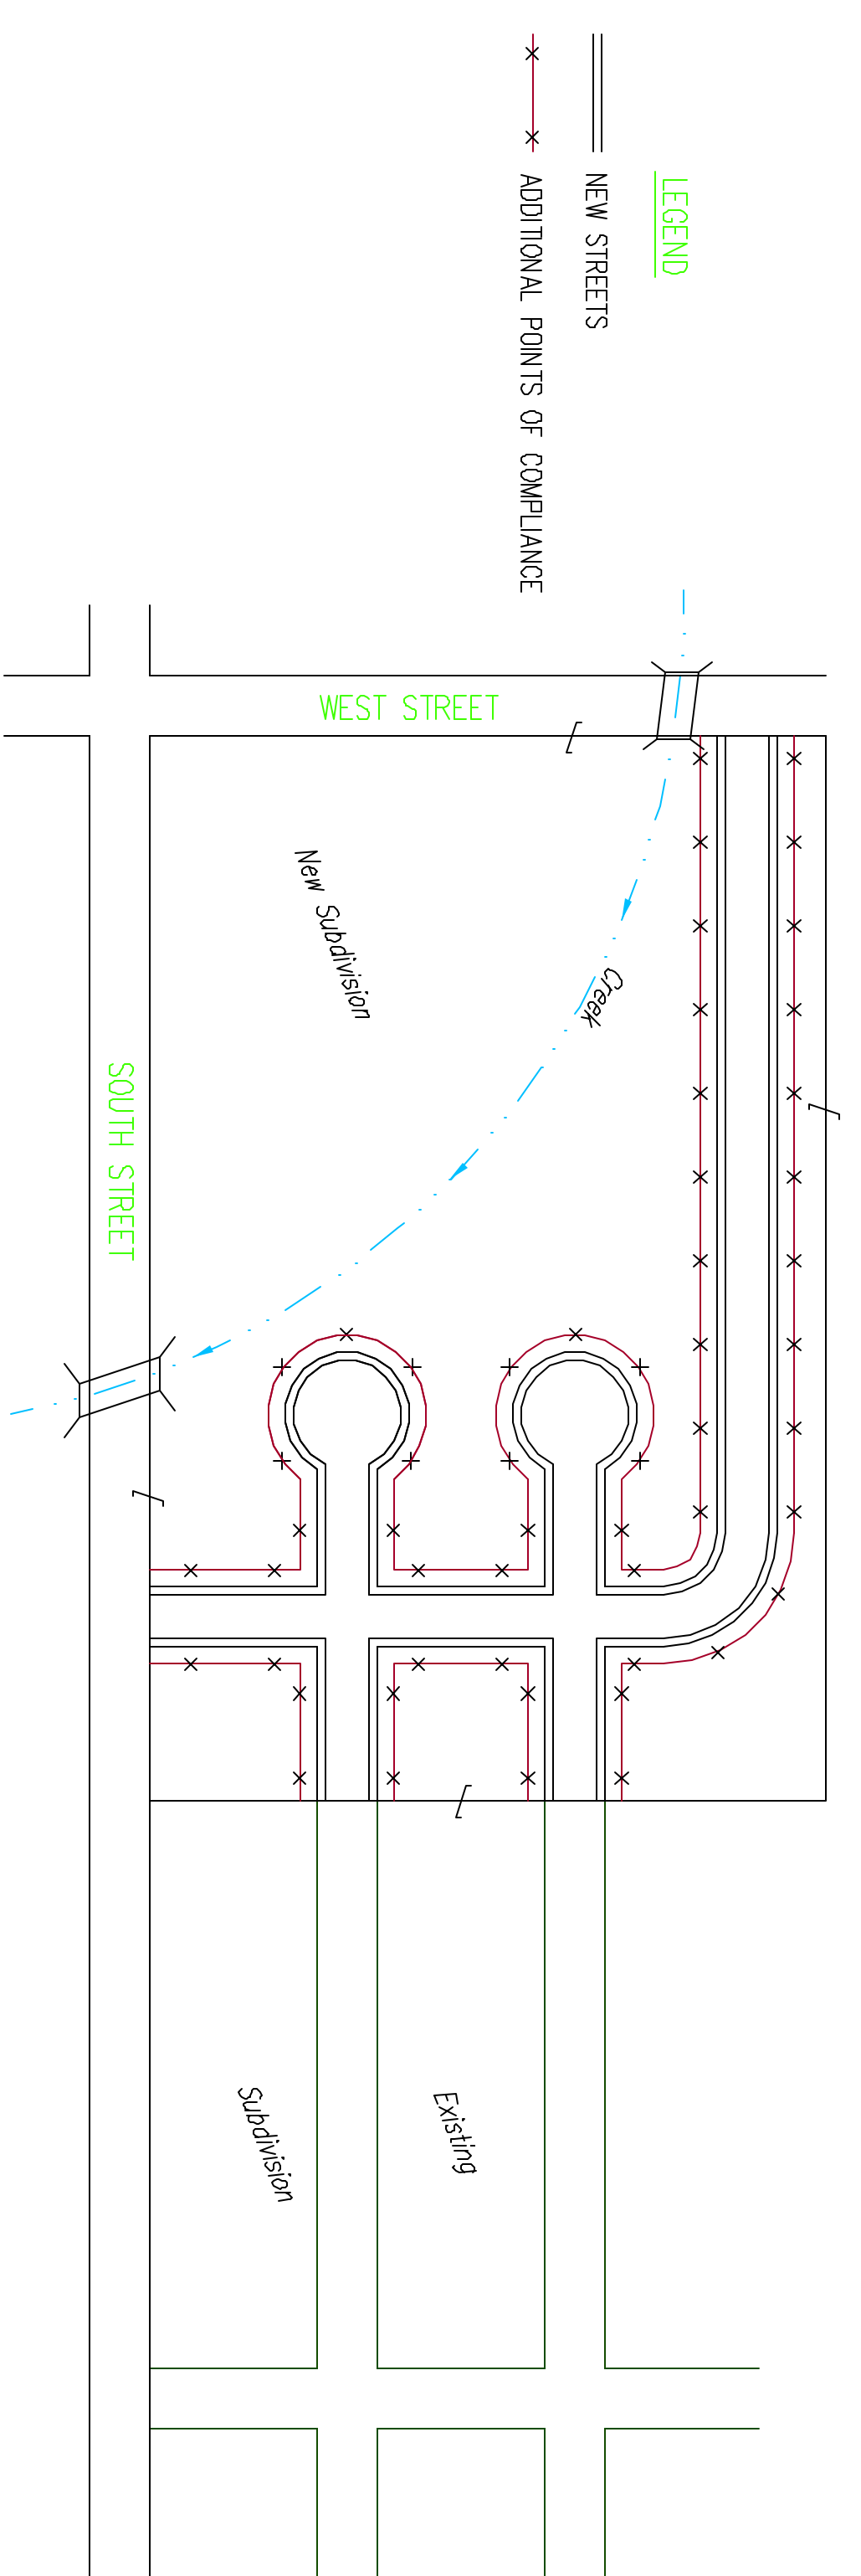 LEGEND
NEW STREETS
ADDITIONAL POINTS OF COMPLIANCE
WEST STREET
Creek
New Subdivision
SOUTH STREET
Existing
Subdivision